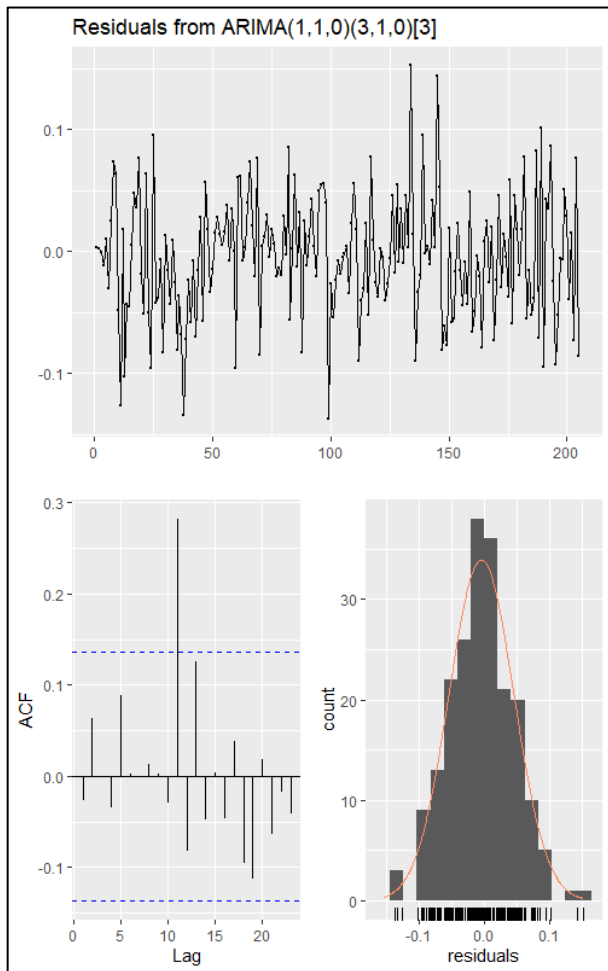 Residuals from ARIMA(1,1,0)(3,1,0)[3]
0.1
0.0
-0.1
0 50 100 150 200
0.3
0.2
0.1
0.0
-0.1
ACF
0 5 10 15 20
Lag
30
20
10
0
count
-0.1 0.0 0.1
residuals